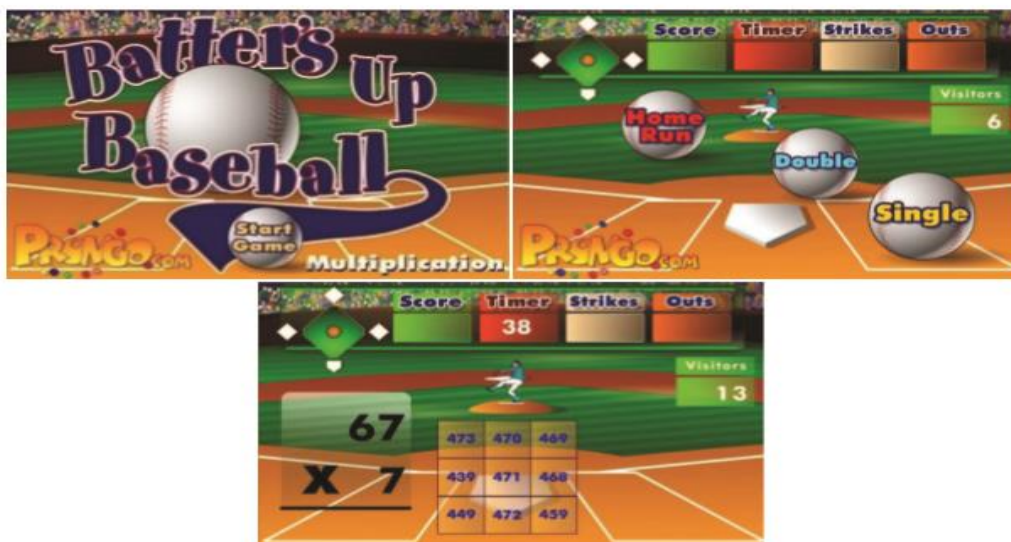 Batter's Up
Baseball
Start
Game
PRONGO.COM
Multiplication
Score Timer Strikes Outs
Visitors
6
Home
Run
Double
Single
PRONGO.COM
Score Timer Strikes Outs
38
Visitors
13
67
X 7
473 470 469
439 471 468
449 472 459